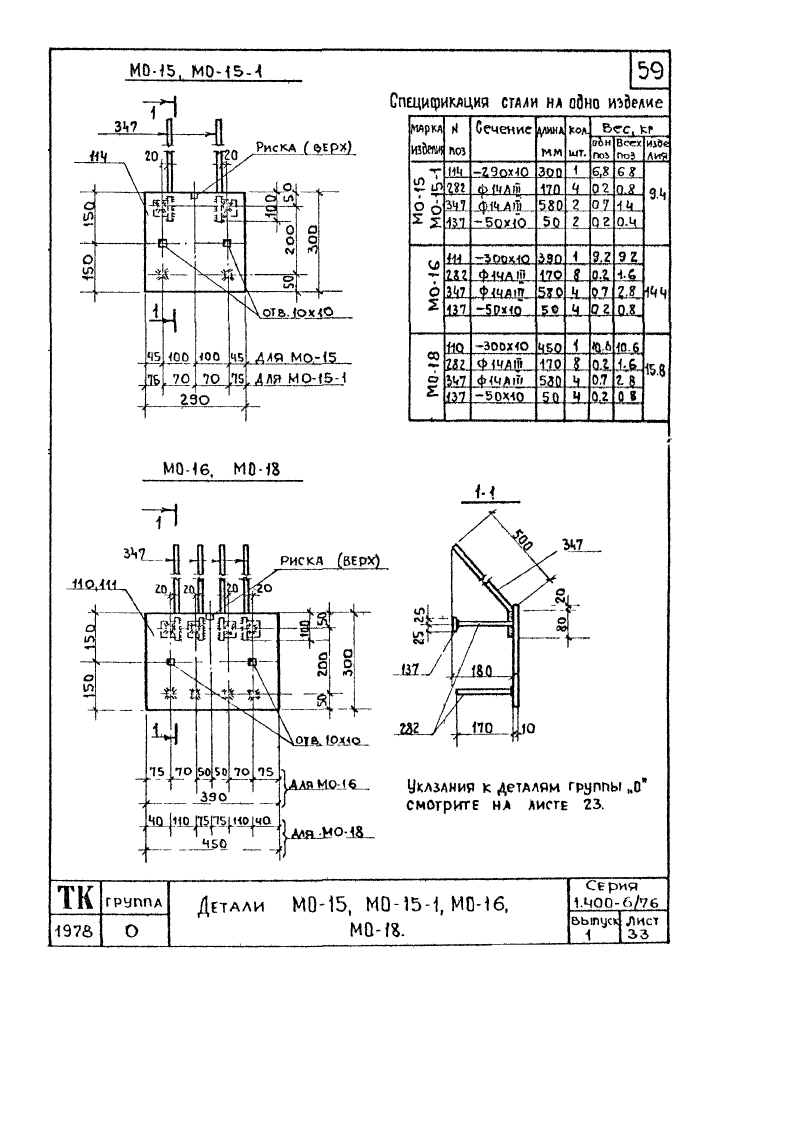 59
МО-15, МО-15-1
Спецификация стали на одно изделие
Марка изделия N поз Сечение Длина мм Кол. шт. Вес, кг
одн поз Всех поз Изделия
МО-15 МО-15-1
114 -290х10 300 1 6,8 6.8 9.4
282 Ф14АIII 170 4 0.2 0.8
347 Ф14АIII 580 2 0.7 1.4
137 -50х10 50 2 0.2 0.4
МО-16
111 -300х10 390 1 9.2 9.2 14.4
282 Ф14АIII 170 8 0.2 1.6
347 Ф14АIII 580 4 0.7 2.8
137 -50х10 50 4 0.2 0.8
МО-18
110 -300х10 450 1 10.6 10.6 15.8
282 Ф14АIII 170 8 0.2 1.6
347 Ф14АIII 580 4 0.7 2.8
137 -50х10 50 4 0.2 0.8
1
347
20 20
Риска (верх)
114
150 150
100 50 200 50 300
1
отв. 10х10
45 100 100 45 Для МО-15
75 70 70 75 Для МО-15-1
290
МО-16, МО-18
1
347
Риска (верх)
20 20 20 20
110,111
150 150
100 50 200 50 300
1
отв. 10х10
75 70 50 50 70 75 Для МО-16
390
40 110 75 75 110 40 Для МО-18
450
1-1
500
347
20
80
25 25
137
180
282
170 10
Указания к деталям группы „О"
смотрите на листе 23.
ТК
1978
группа
О
Детали МО-15, МО-15-1, МО-16,
МО-18.
Серия
1.400-6/76
Выпуск
1
Лист
33